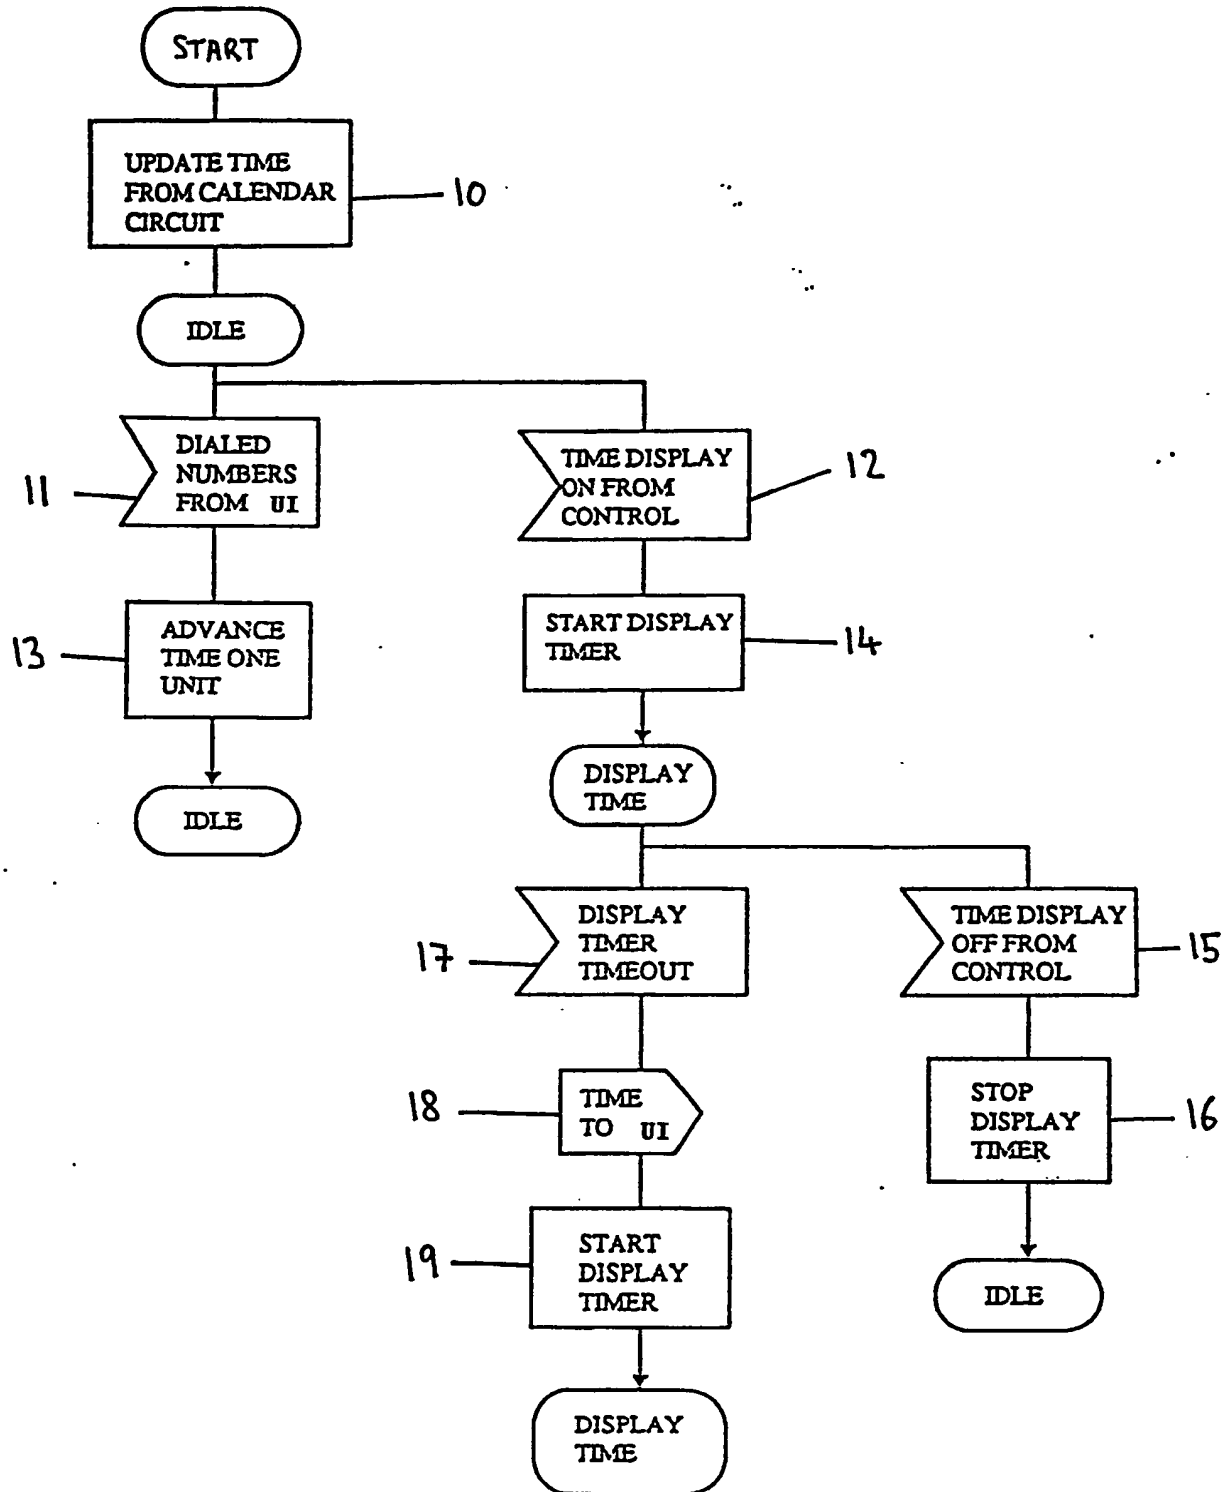 START
UPDATE TIME
FROM CALENDAR
CIRCUIT
10
IDLE
DIALED
NUMBERS
FROM UI
11
TIME DISPLAY
ON FROM
CONTROL
12
ADVANCE
TIME ONE
UNIT
13
START DISPLAY
TIMER
14
IDLE
DISPLAY
TIME
DISPLAY
TIMER
TIMEOUT
17
TIME DISPLAY
OFF FROM
CONTROL
15
TIME
TO UI
18
STOP
DISPLAY
TIMER
16
START
DISPLAY
TIMER
19
IDLE
DISPLAY
TIME